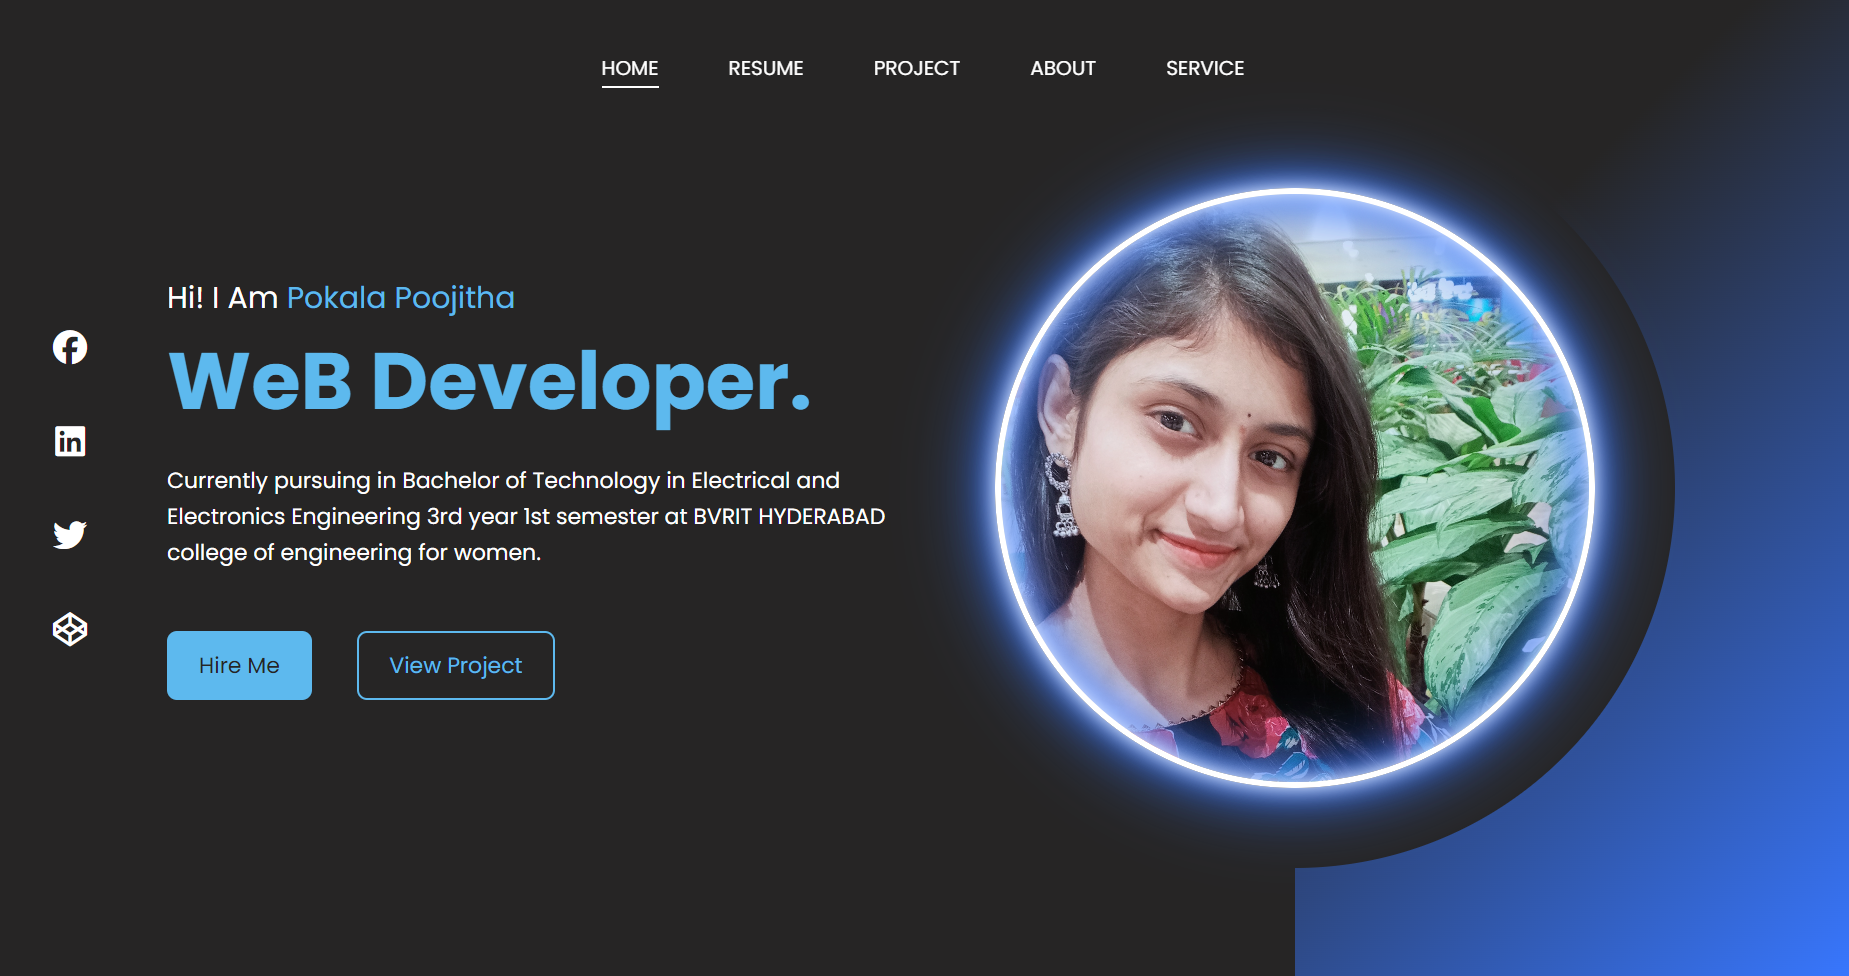 HOME RESUME PROJECT ABOUT SERVICE
Hi! I Am Pokala Poojitha
WeB Developer.
Currently pursuing in Bachelor of Technology in Electrical and
Electronics Engineering 3rd year 1st semester at BVRIT HYDERABAD
college of engineering for women.
Hire Me View Project